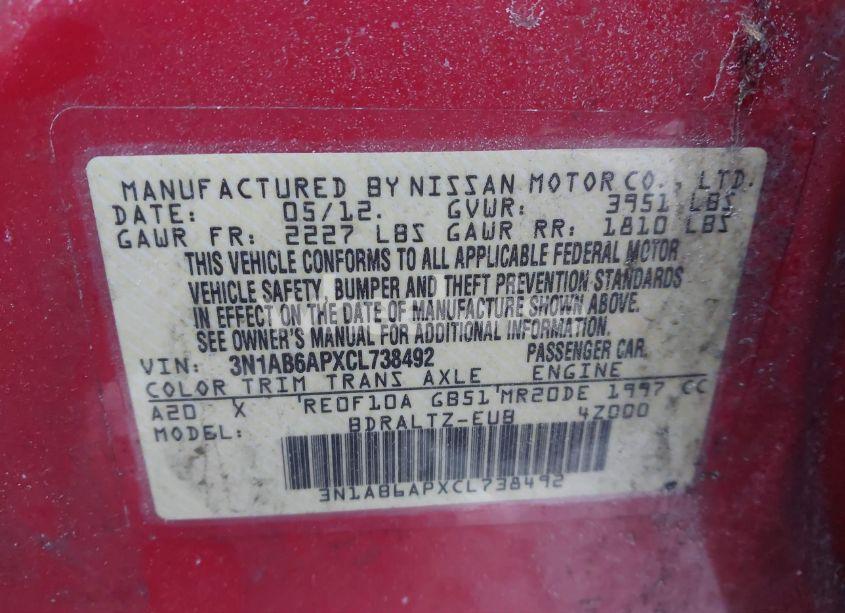 MANUFACTURED BY NISSAN MOTOR CO., LTD.
DATE: 05/12. GVWR: 3951 LBS
GAWR FR: 2227 LBS GAWR RR: 1810 LBS
THIS VEHICLE CONFORMS TO ALL APPLICABLE FEDERAL MOTOR
VEHICLE SAFETY, BUMPER AND THEFT PREVENTION STANDARDS
IN EFFECT ON THE DATE OF MANUFACTURE SHOWN ABOVE.
SEE OWNER'S MANUAL FOR ADDITIONAL INFORMATION.
VIN: 3N1AB6APXCL738492 PASSENGER CAR.
COLOR TRIM TRANS AXLE ENGINE
A20 X RE0F10A GB51 MR20DE 1997 CC
MODEL: BDRALTZ-EUB 4Z000
3N1AB6APXCL738492